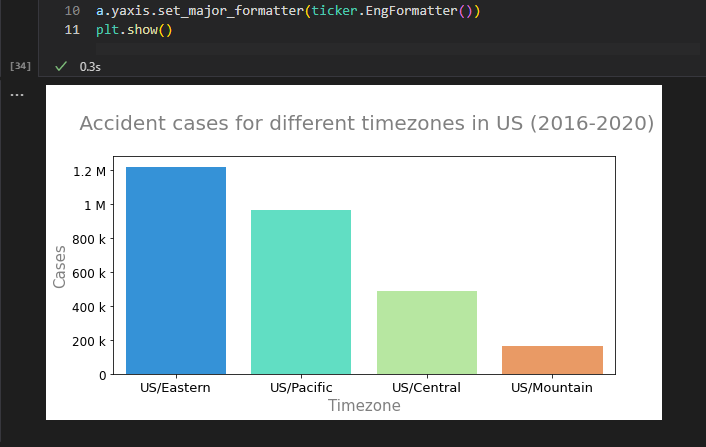 10 a.yaxis.set_major_formatter(ticker.EngFormatter())
11 plt.show()
[34] ✓ 0.3s
...
Accident cases for different timezones in US (2016-2020)
1.2 M
1 M
800 k
600 k
400 k
200 k
0
Cases
US/Eastern US/Pacific US/Central US/Mountain
Timezone